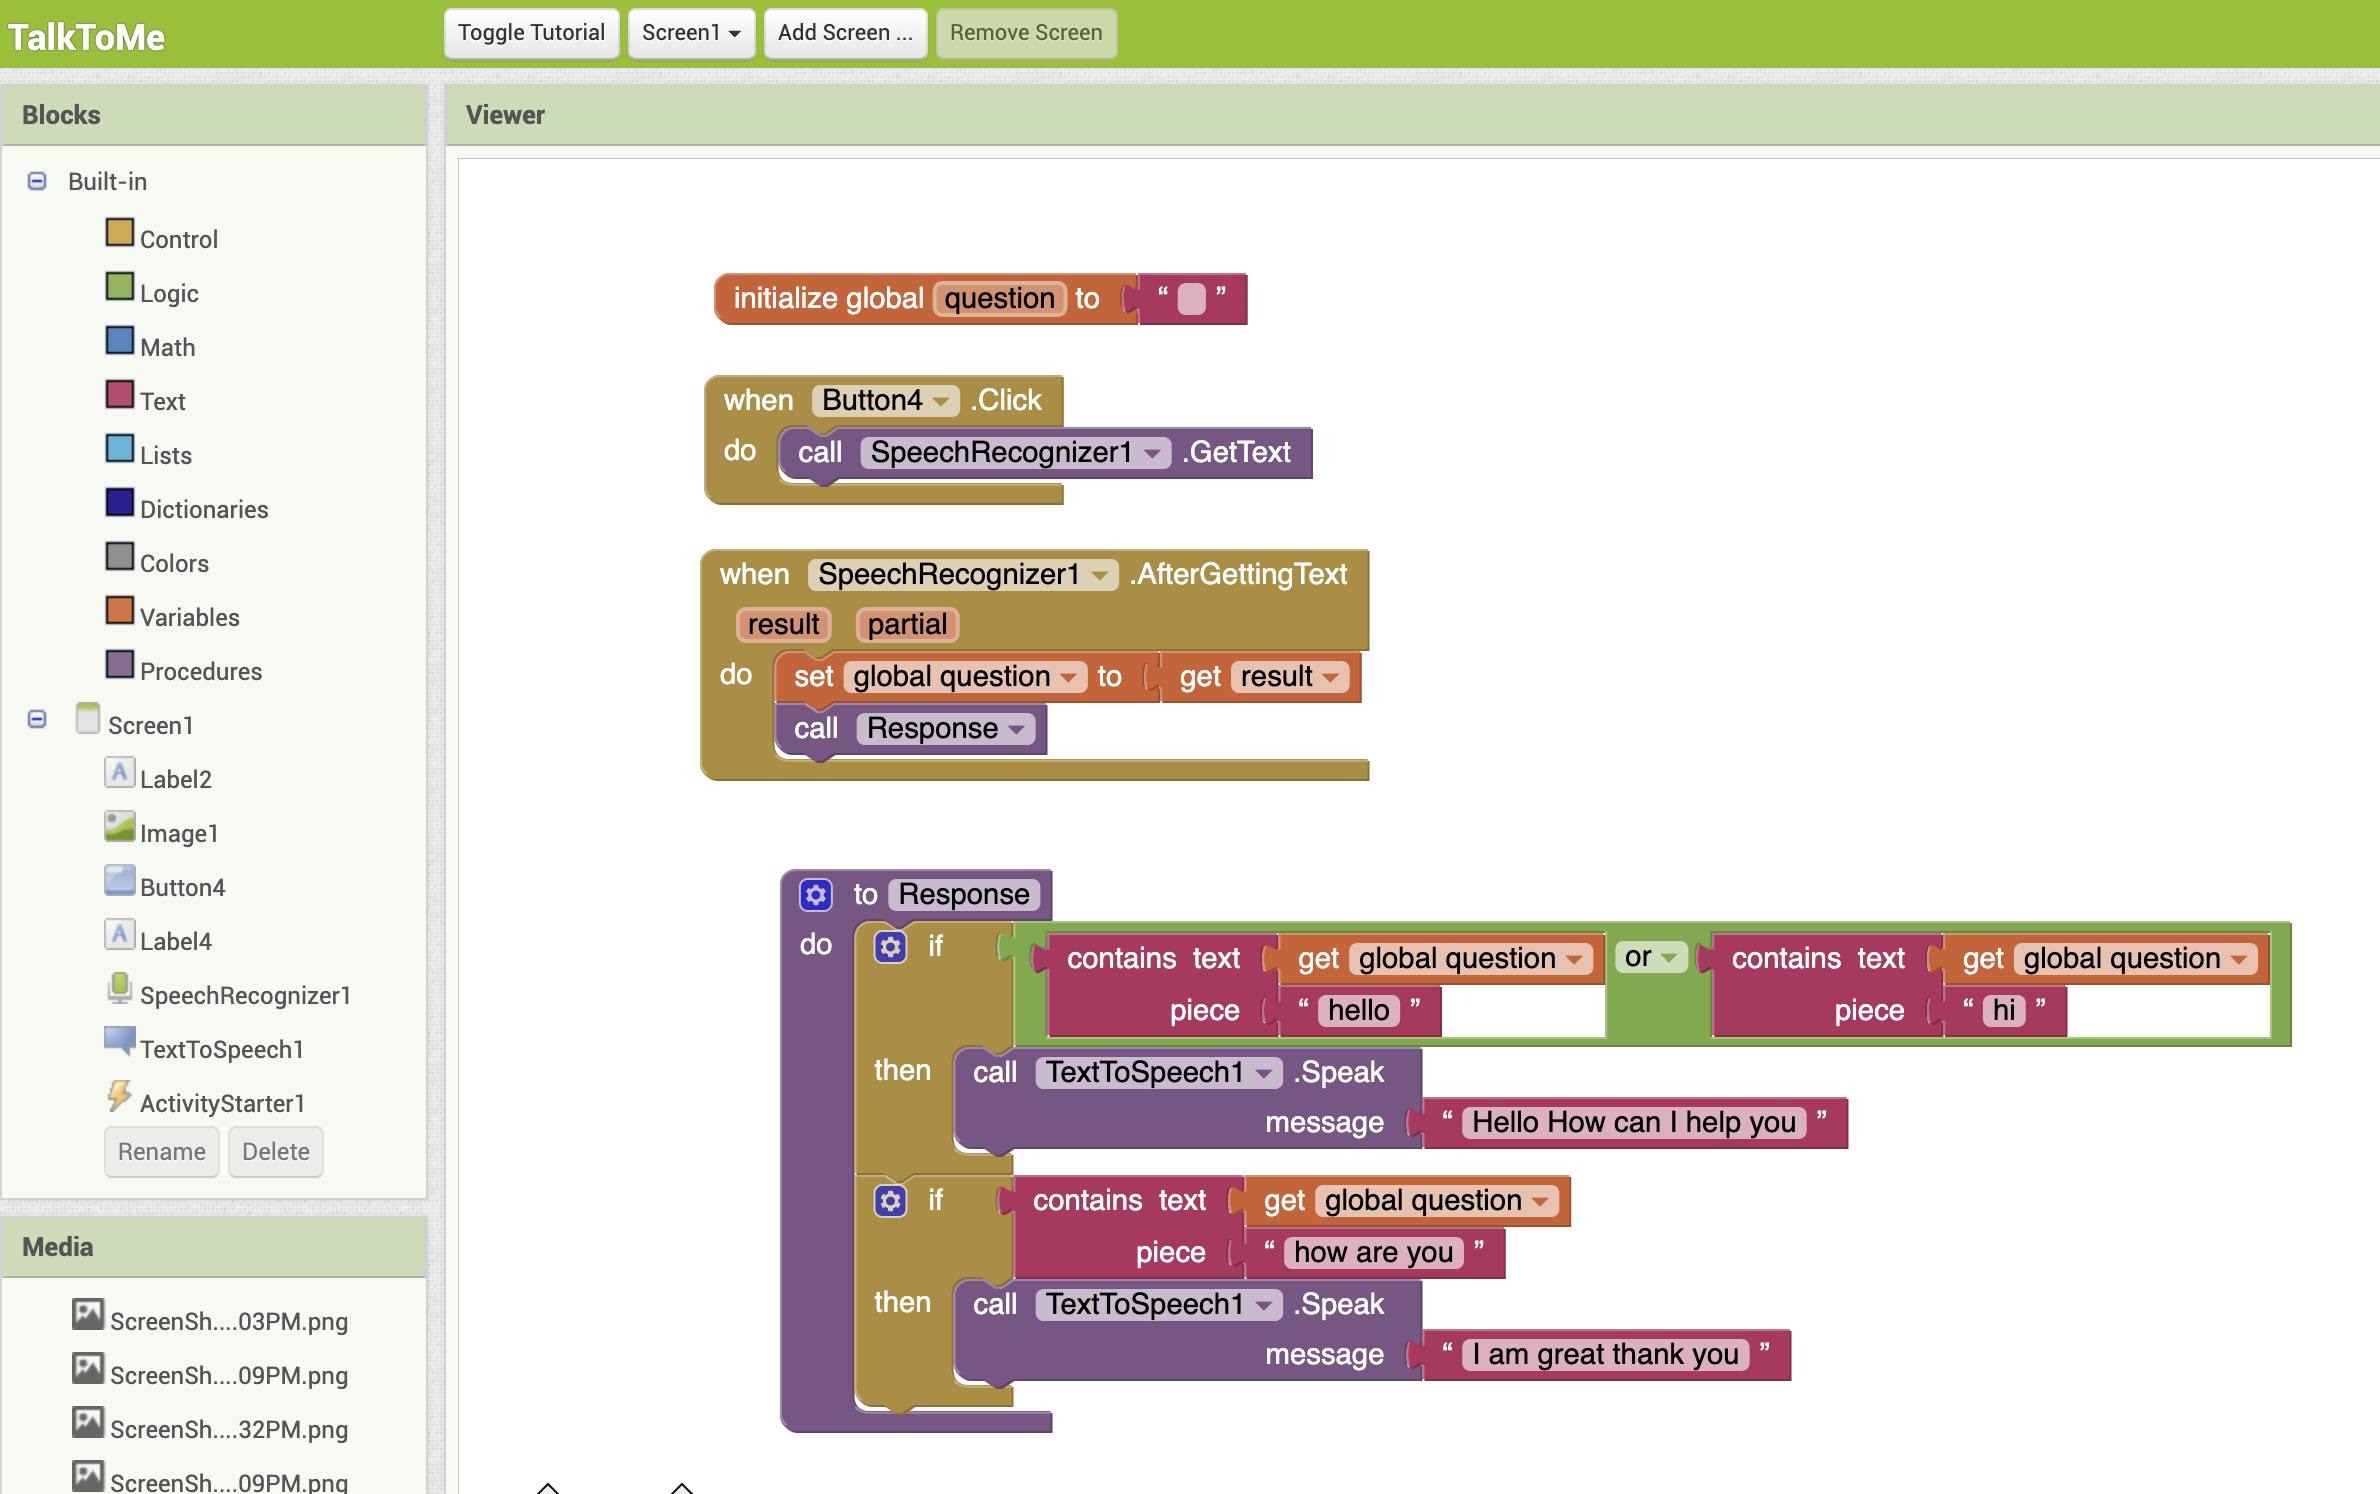 TalkToMe
Toggle Tutorial Screen1 Add Screen ... Remove Screen
Blocks
Built-in
Control
Logic
Math
Text
Lists
Dictionaries
Colors
Variables
Procedures
Screen1
Label2
Image1
Button4
Label4
SpeechRecognizer1
TextToSpeech1
ActivityStarter1
Rename Delete
Media
ScreenSh....03PM.png
ScreenSh....09PM.png
ScreenSh....32PM.png
ScreenSh....09PM.png
Viewer
initialize global question to “ ”
when Button4 .Click
do call SpeechRecognizer1 .GetText
when SpeechRecognizer1 .AfterGettingText
result partial
do set global question to get result
call Response
to Response
do if contains text get global question or contains text get global question
piece “ hello ” piece “ hi ”
then call TextToSpeech1 .Speak
message “ Hello How can I help you ”
if contains text get global question
piece “ how are you ”
then call TextToSpeech1 .Speak
message “ I am great thank you ”